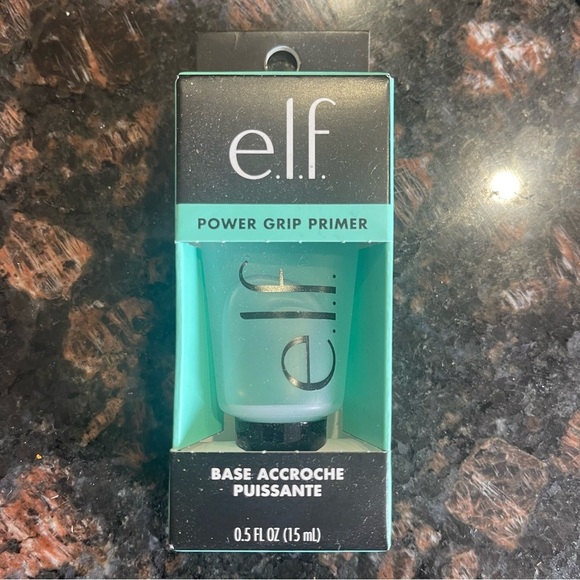 e.l.f.
POWER GRIP PRIMER
e.l.f.
BASE ACCROCHE
PUISSANTE
0.5 FL OZ (15 mL)